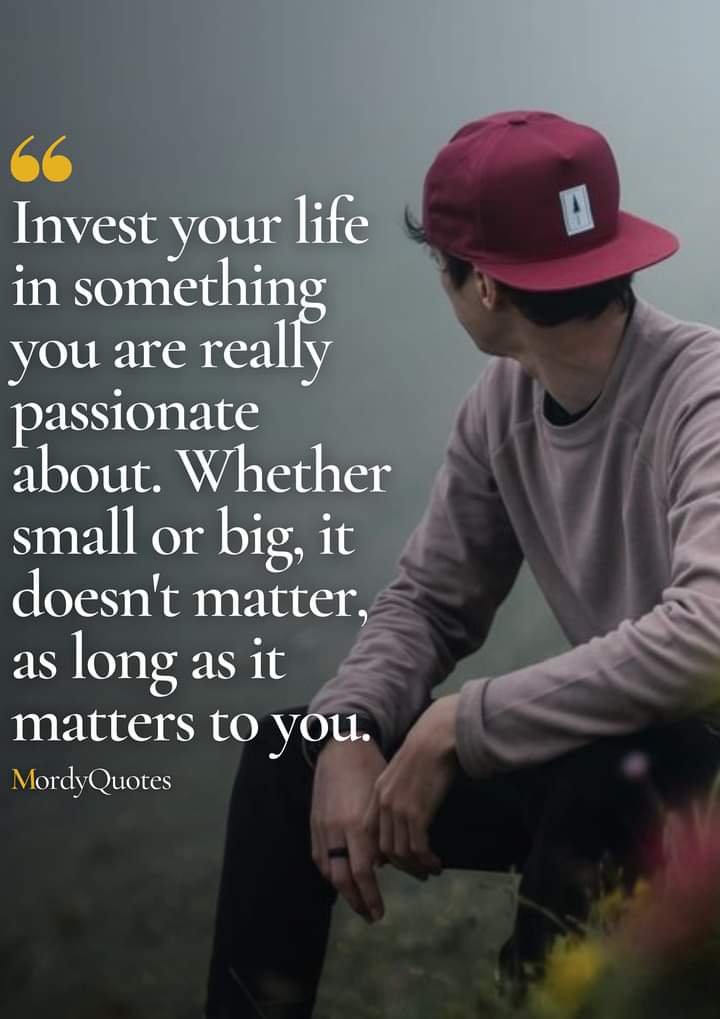 “
Invest your life
in something
you are really
passionate
about. Whether
small or big, it
doesn't matter,
as long as it
matters to you.
MordyQuotes